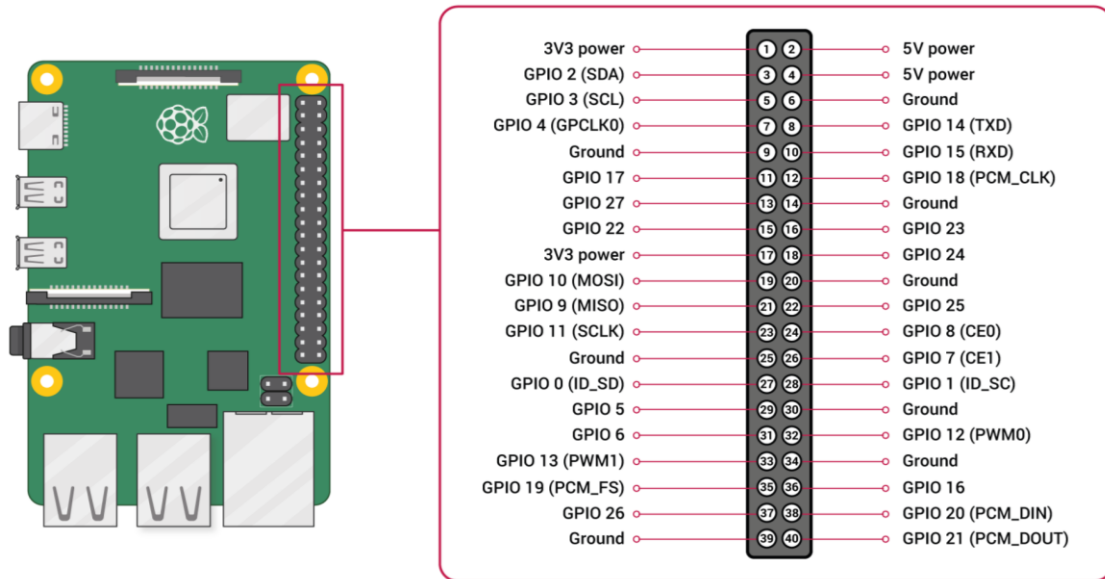 3V3 power 1 2 5V power
GPIO 2 (SDA) 3 4 5V power
GPIO 3 (SCL) 5 6 Ground
GPIO 4 (GPCLK0) 7 8 GPIO 14 (TXD)
Ground 9 10 GPIO 15 (RXD)
GPIO 17 11 12 GPIO 18 (PCM_CLK)
GPIO 27 13 14 Ground
GPIO 22 15 16 GPIO 23
3V3 power 17 18 GPIO 24
GPIO 10 (MOSI) 19 20 Ground
GPIO 9 (MISO) 21 22 GPIO 25
GPIO 11 (SCLK) 23 24 GPIO 8 (CE0)
Ground 25 26 GPIO 7 (CE1)
GPIO 0 (ID_SD) 27 28 GPIO 1 (ID_SC)
GPIO 5 29 30 Ground
GPIO 6 31 32 GPIO 12 (PWM0)
GPIO 13 (PWM1) 33 34 Ground
GPIO 19 (PCM_FS) 35 36 GPIO 16
GPIO 26 37 38 GPIO 20 (PCM_DIN)
Ground 39 40 GPIO 21 (PCM_DOUT)